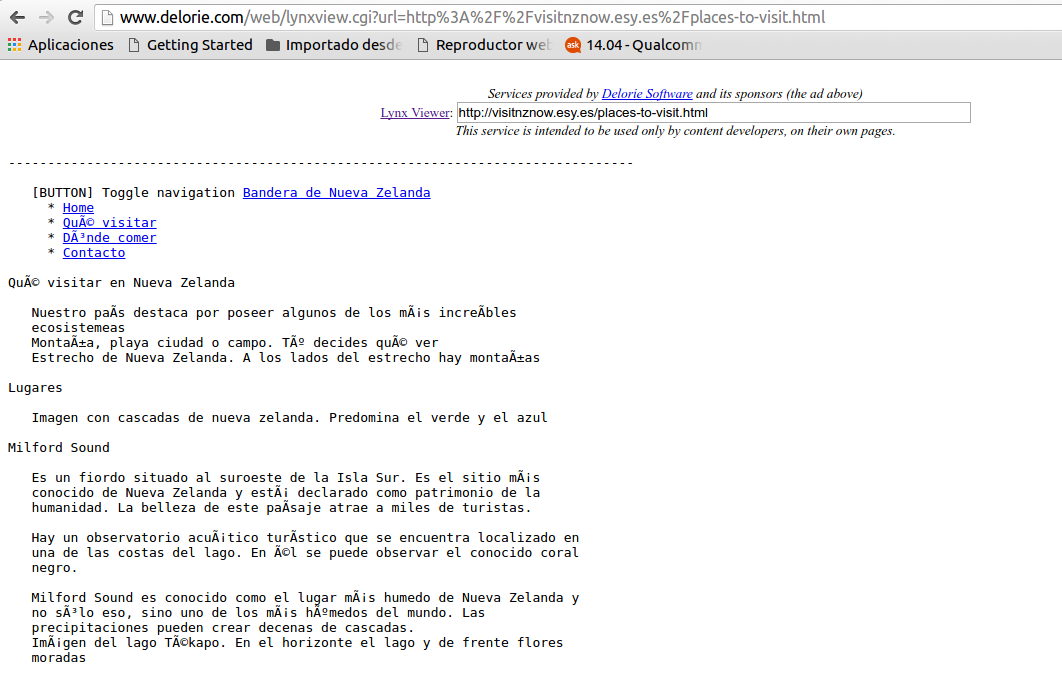 www.delorie.com/web/lynxview.cgi?url=http%3A%2F%2Fvisitnznow.esy.es%2Fplaces-to-visit.html
Aplicaciones Getting Started Importado desde Reproductor web ask 14.04 - Qualcomm
Services provided by Delorie Software and its sponsors (the ad above)
Lynx Viewer: http://visitnznow.esy.es/places-to-visit.html
This service is intended to be used only by content developers, on their own pages.
--------------------------------------------------------------------------------
[BUTTON] Toggle navigation Bandera de Nueva Zelanda
* Home
* QuÃ© visitar
* DÃ³nde comer
* Contacto
QuÃ© visitar en Nueva Zelanda
Nuestro paÃs destaca por poseer algunos de los mÃ¡s increÃbles
ecosistemeas
MontaÃ±a, playa ciudad o campo. TÃº decides quÃ© ver
Estrecho de Nueva Zelanda. A los lados del estrecho hay montaÃ±as
Lugares
Imagen con cascadas de nueva zelanda. Predomina el verde y el azul
Milford Sound
Es un fiordo situado al suroeste de la Isla Sur. Es el sitio mÃ¡s
conocido de Nueva Zelanda y estÃ¡ declarado como patrimonio de la
humanidad. La belleza de este paÃsaje atrae a miles de turistas.
Hay un observatorio acuÃ¡tico turÃstico que se encuentra localizado en
una de las costas del lago. En Ã©l se puede observar el conocido coral
negro.
Milford Sound es conocido como el lugar mÃ¡s humedo de Nueva Zelanda y
no sÃ³lo eso, sino uno de los mÃ¡s hÃºmedos del mundo. Las
precipitaciones pueden crear decenas de cascadas.
ImÃ¡gen del lago TÃ©kapo. En el horizonte el lago y de frente flores
moradas